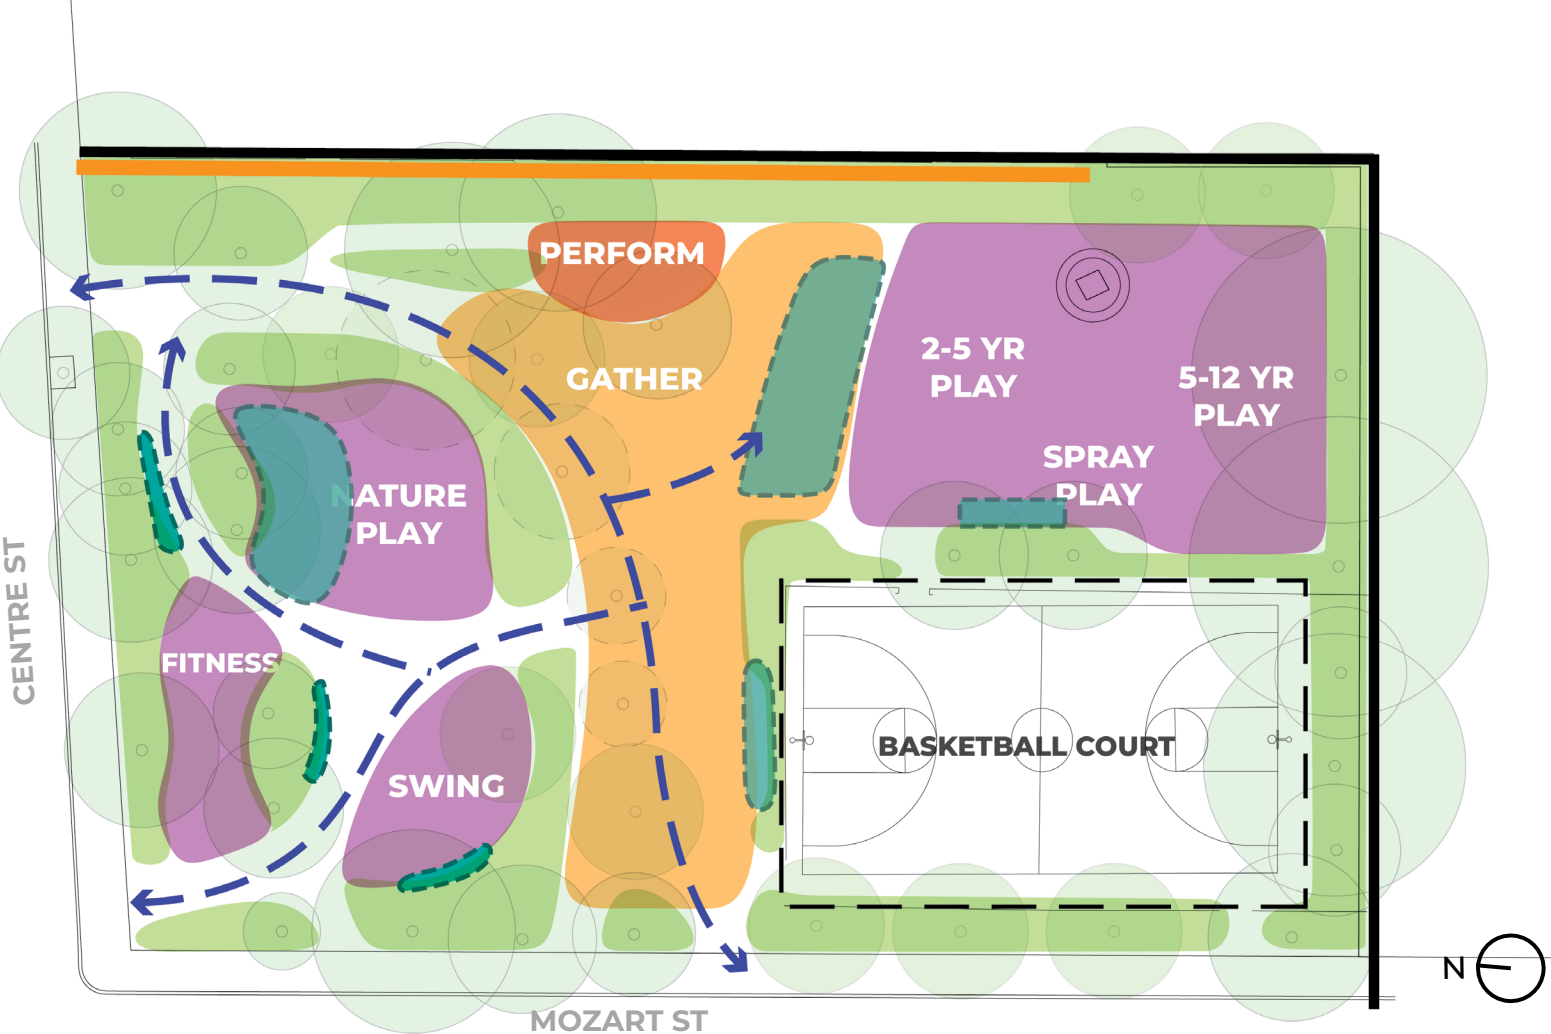 PERFORM
GATHER
2-5 YR
PLAY
5-12 YR
PLAY
SPRAY
PLAY
NATURE
PLAY
CENTRE ST
FITNESS
SWING
BASKETBALL COURT
N
MOZART ST